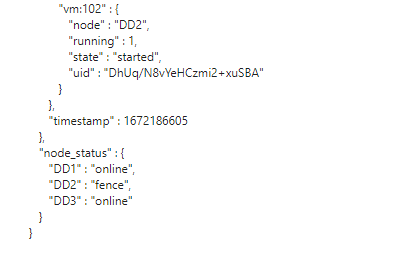 "vm:102" : {
"node" : "DD2",
"running" : 1,
"state" : "started",
"uid" : "DhUq/N8vYeHCzmi2+xuSBA"
}
},
"timestamp" : 1672186605
},
"node_status" : {
"DD1" : "online",
"DD2" : "fence",
"DD3" : "online"
}
}